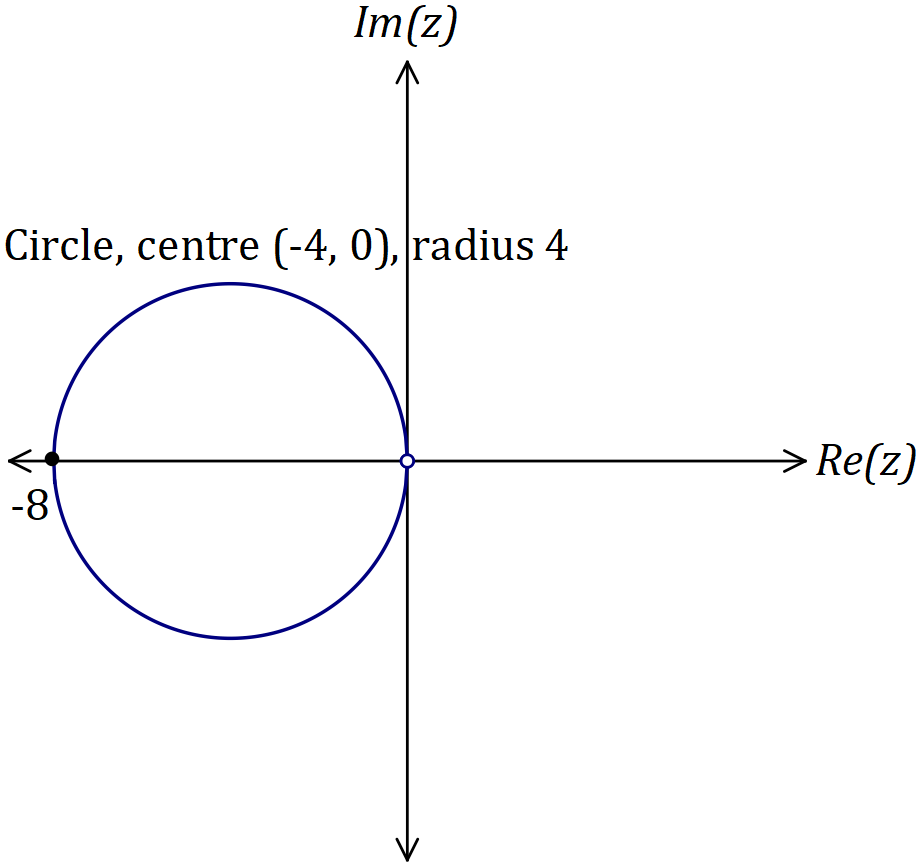 Im(z)
Circle, centre (-4, 0), radius 4
Re(z)
-8